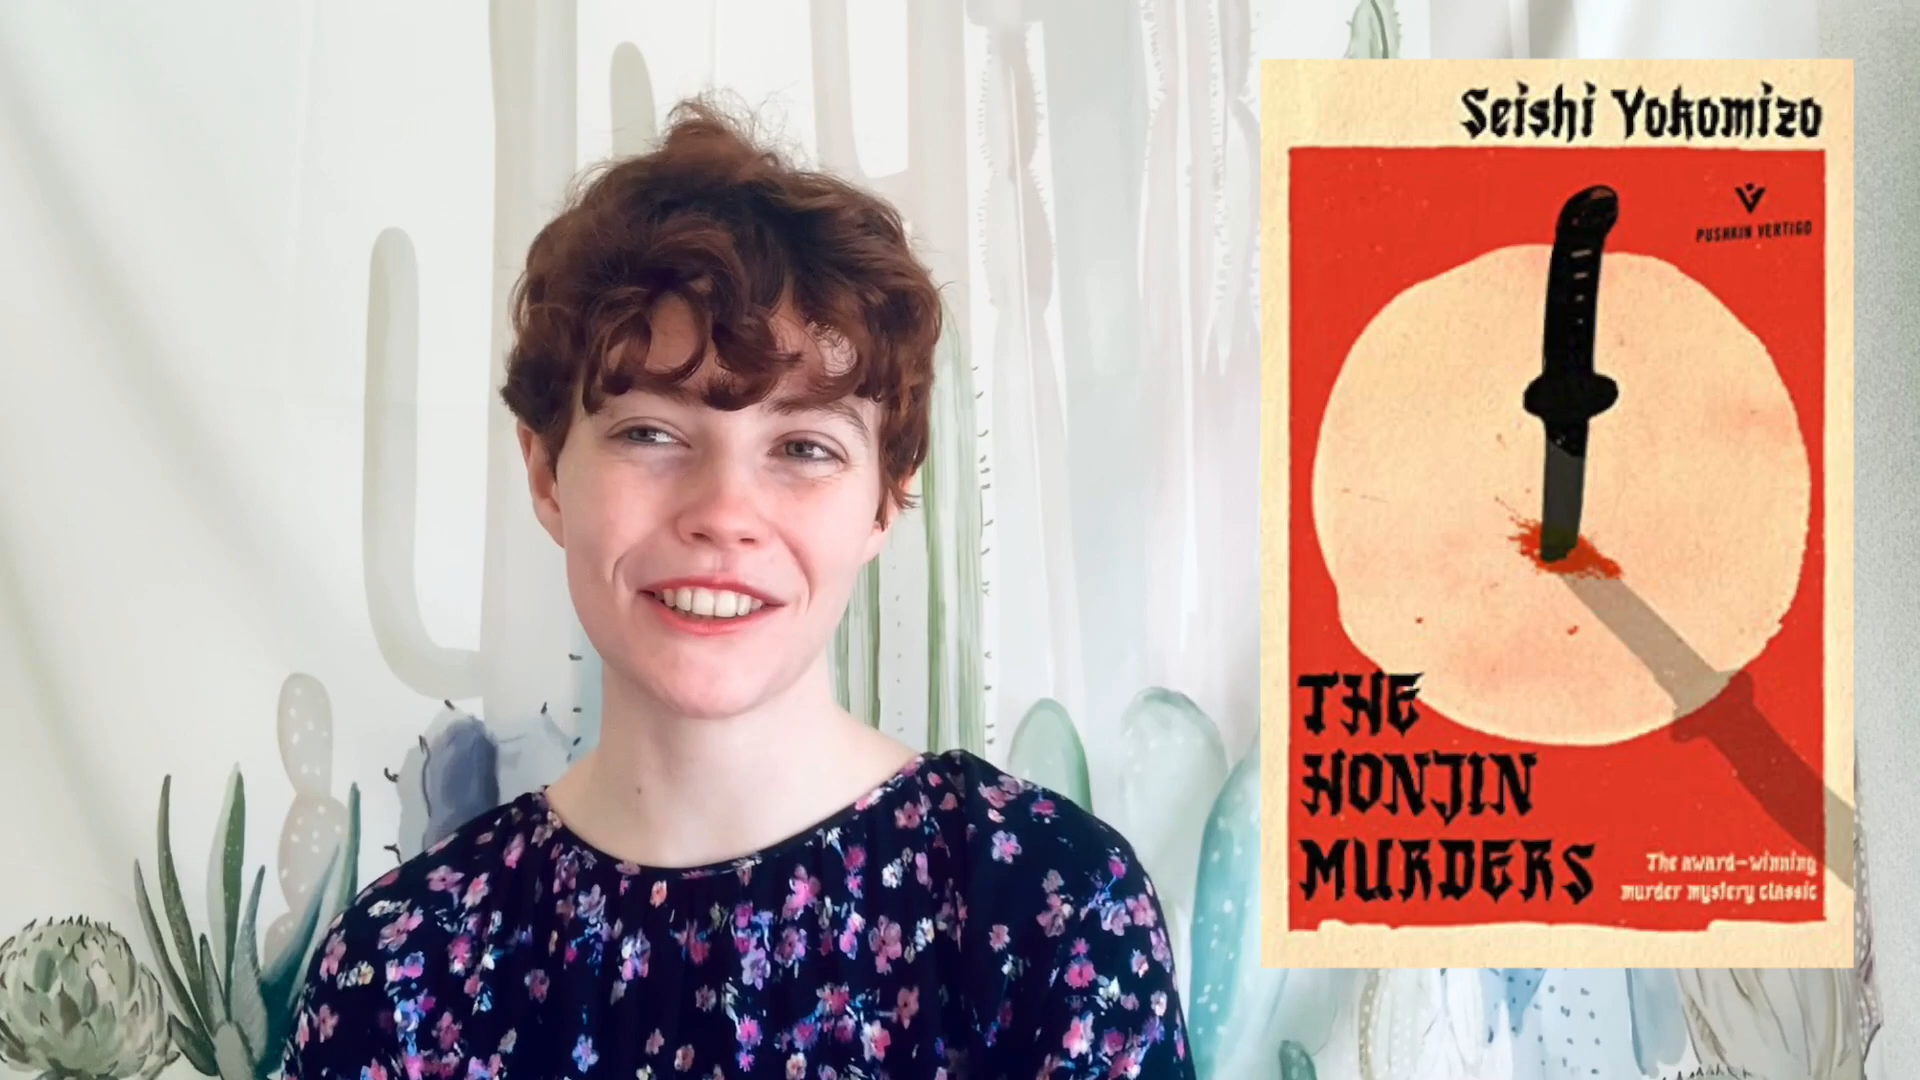 Seishi Yokomizo
PUSHKIN VERTIGO
THE
HONJIN
MURDERS
The award-winning
murder mystery classic